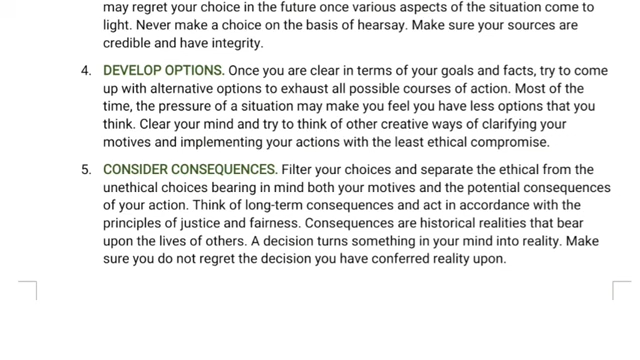 may regret your choice in the future once various aspects of the situation come to
light. Never make a choice on the basis of hearsay. Make sure your sources are
credible and have integrity.
4. DEVELOP OPTIONS. Once you are clear in terms of your goals and facts, try to come
up with alternative options to exhaust all possible courses of action. Most of the
time, the pressure of a situation may make you feel you have less options that you
think. Clear your mind and try to think of other creative ways of clarifying your
motives and implementing your actions with the least ethical compromise.
5. CONSIDER CONSEQUENCES. Filter your choices and separate the ethical from the
unethical choices bearing in mind both your motives and the potential consequences
of your action. Think of long-term consequences and act in accordance with the
principles of justice and fairness. Consequences are historical realities that bear
upon the lives of others. A decision turns something in your mind into reality. Make
sure you do not regret the decision you have conferred reality upon.